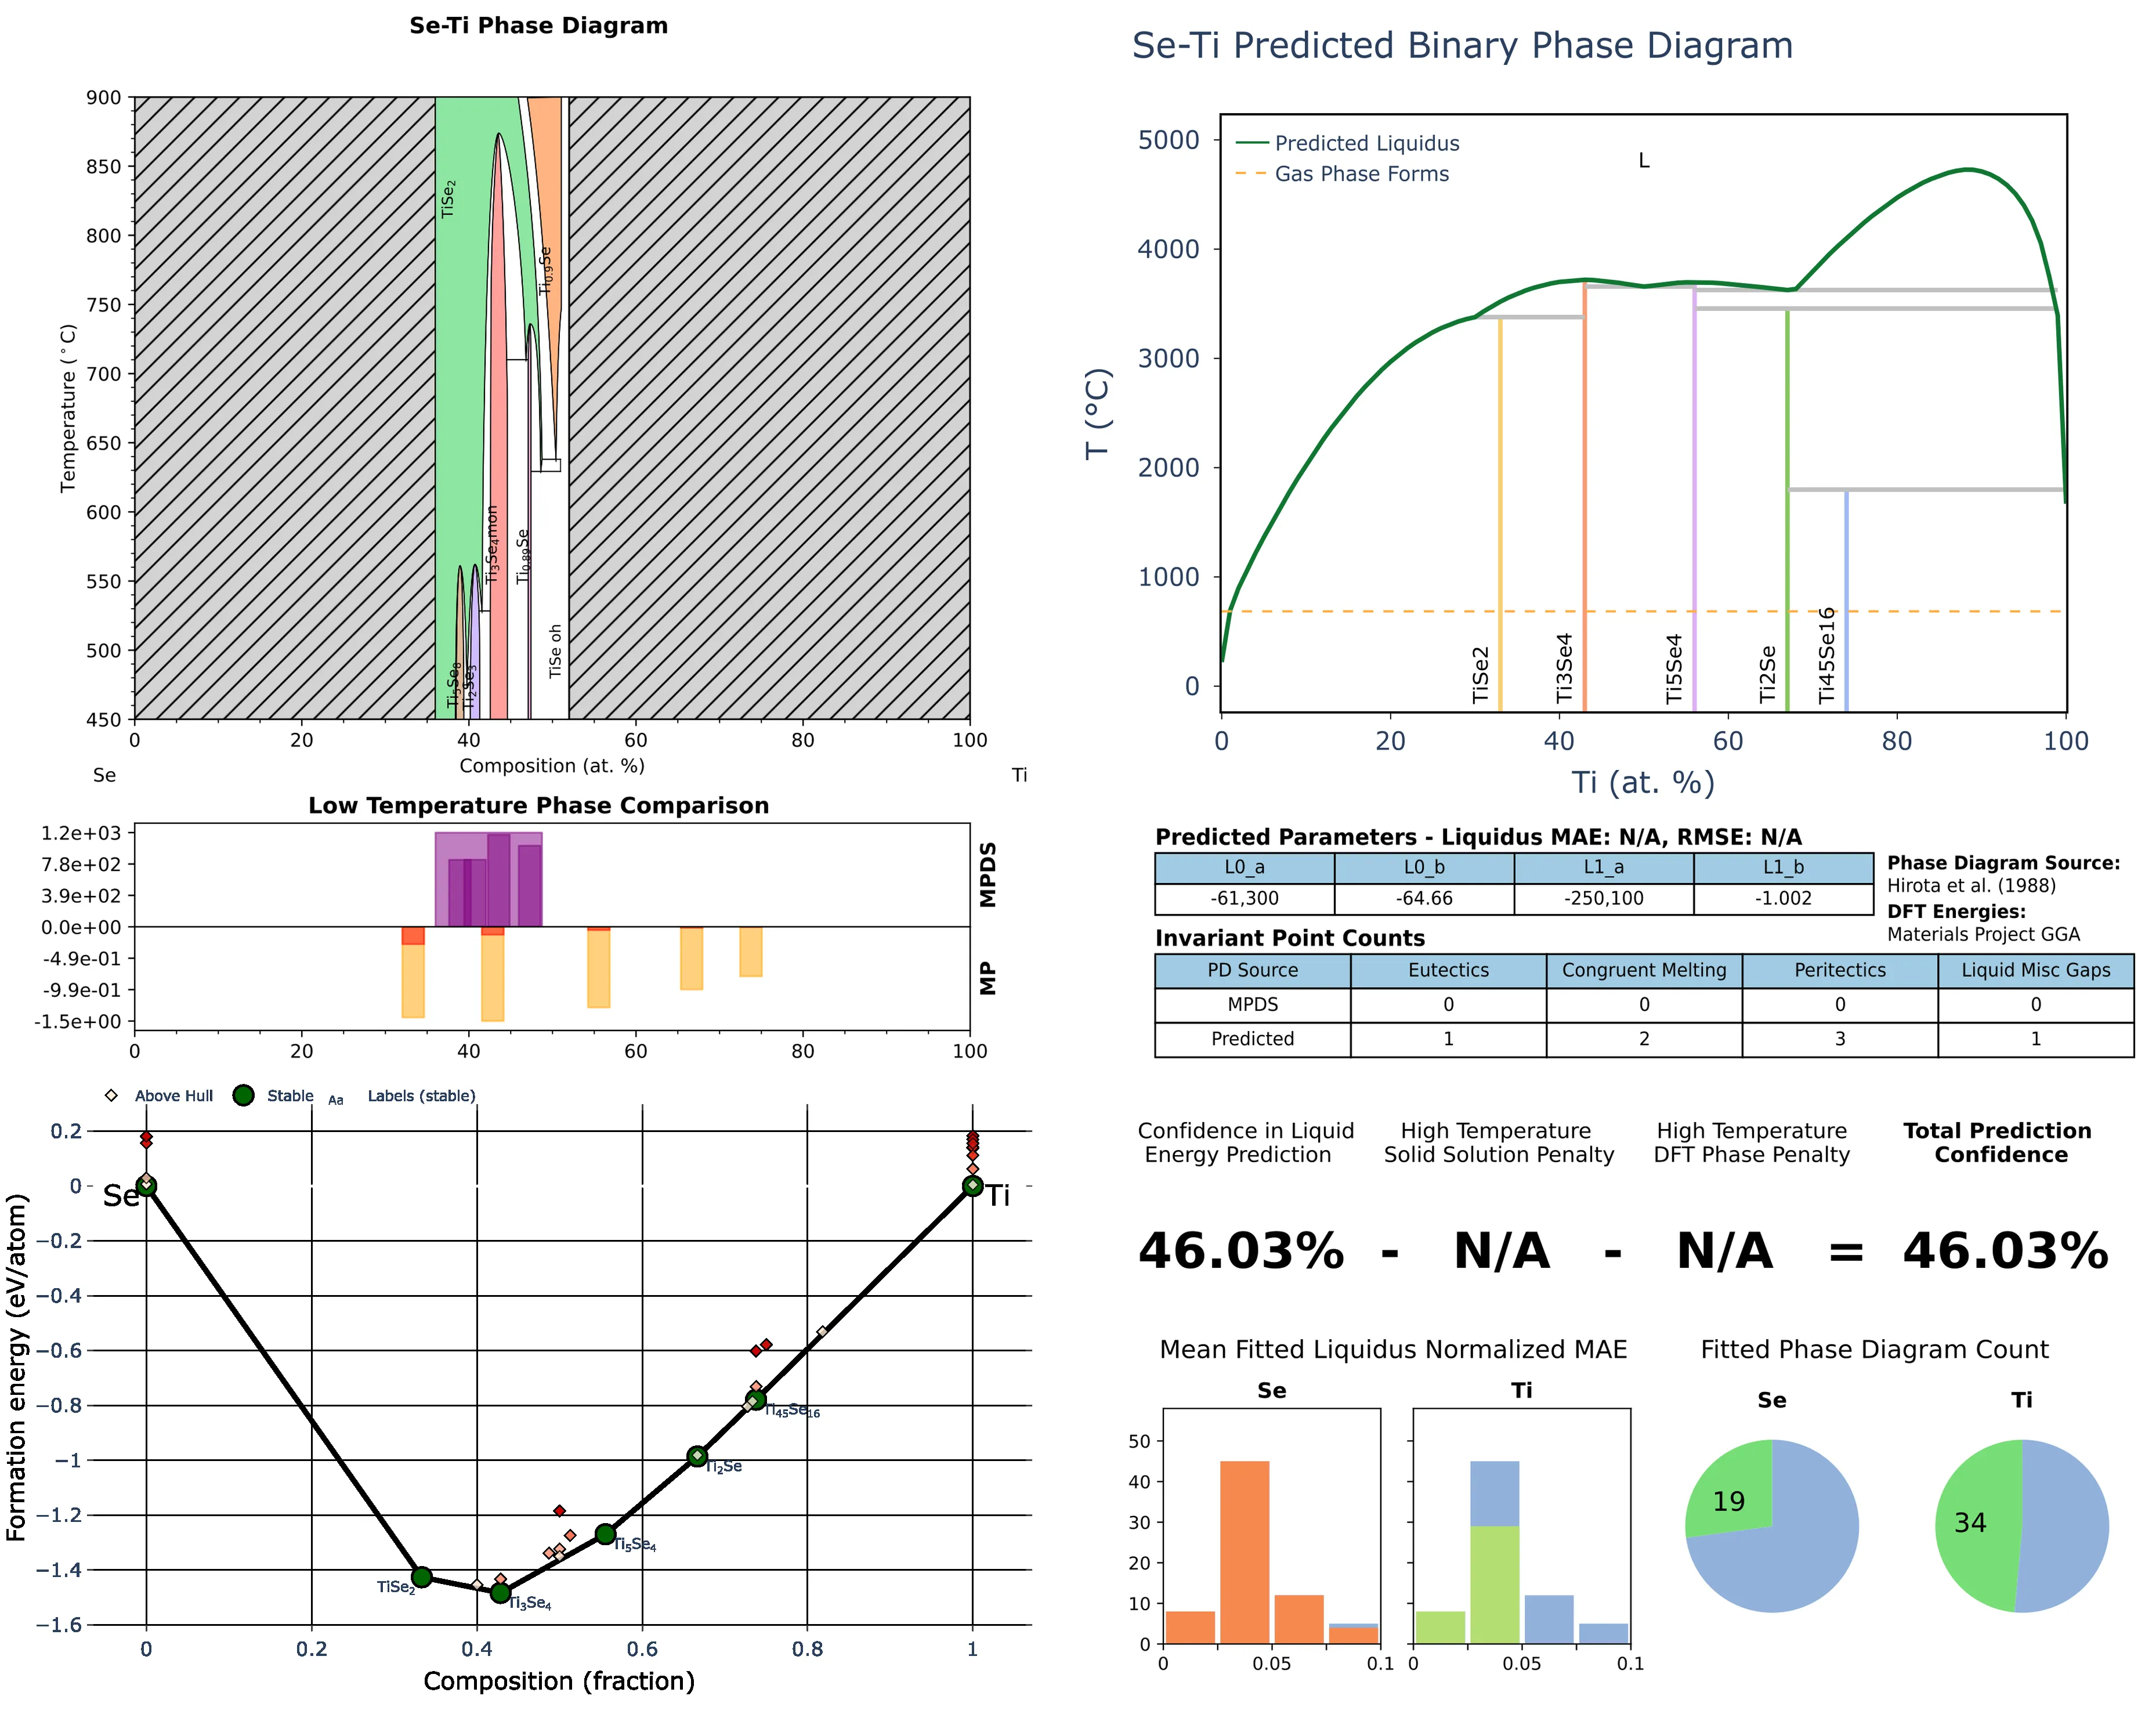 Se-Ti Phase Diagram
900
850
800
750
700
650
600
550
500
450
Temperature (°C)
TiSe2
Ti0.9Se
Ti3Se4mon
Ti0.89Se
TiSe oh
Ti5Se8
Ti2Se3
0 20 40 60 80 100
Composition (at. %)
Se Ti
Low Temperature Phase Comparison
1.2e+03
7.8e+02
3.9e+02
0.0e+00
-4.9e-01
-9.9e-01
-1.5e+00
MPDS
MP
0 20 40 60 80 100
Above Hull Stable Aa Labels (stable)
0.2
0
−0.2
−0.4
−0.6
−0.8
−1
−1.2
−1.4
−1.6
Formation energy (eV/atom)
Se
Ti
Ti45Se16
Ti2Se
Ti5Se4
TiSe2
Ti3Se4
0 0.2 0.4 0.6 0.8 1
Composition (fraction)
Se-Ti Predicted Binary Phase Diagram
Predicted Liquidus
Gas Phase Forms
L
5000
4000
3000
2000
1000
0
T (°C)
TiSe2
Ti3Se4
Ti5Se4
Ti2Se
Ti45Se16
0 20 40 60 80 100
Ti (at. %)
Predicted Parameters - Liquidus MAE: N/A, RMSE: N/A
L0_a L0_b L1_a L1_b
-61,300 -64.66 -250,100 -1.002
Phase Diagram Source:
Hirota et al. (1988)
DFT Energies:
Materials Project GGA
Invariant Point Counts
PD Source Eutectics Congruent Melting Peritectics Liquid Misc Gaps
MPDS 0 0 0 0
Predicted 1 2 3 1
Confidence in Liquid
Energy Prediction
High Temperature
Solid Solution Penalty
High Temperature
DFT Phase Penalty
Total Prediction
Confidence
46.03% - N/A - N/A = 46.03%
Mean Fitted Liquidus Normalized MAE
Se Ti
50
40
30
20
10
0
0 0.05 0.1
0 0.05 0.1
Fitted Phase Diagram Count
Se Ti
19
34